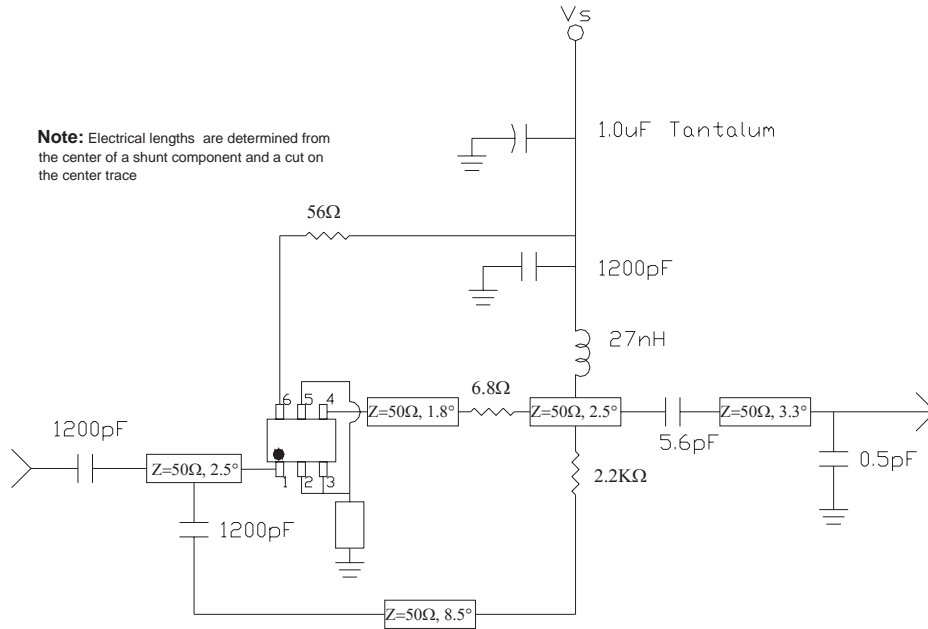 Vs
Note: Electrical lengths are determined from
the center of a shunt component and a cut on
the center trace
1.0uF Tantalum
56Ω
1200pF
27nH
6 5 4
6.8Ω
Z=50Ω, 1.8°
Z=50Ω, 2.5°
Z=50Ω, 3.3°
1200pF
5.6pF
0.5pF
Z=50Ω, 2.5°
1 2 3
2.2KΩ
1200pF
Z=50Ω, 8.5°